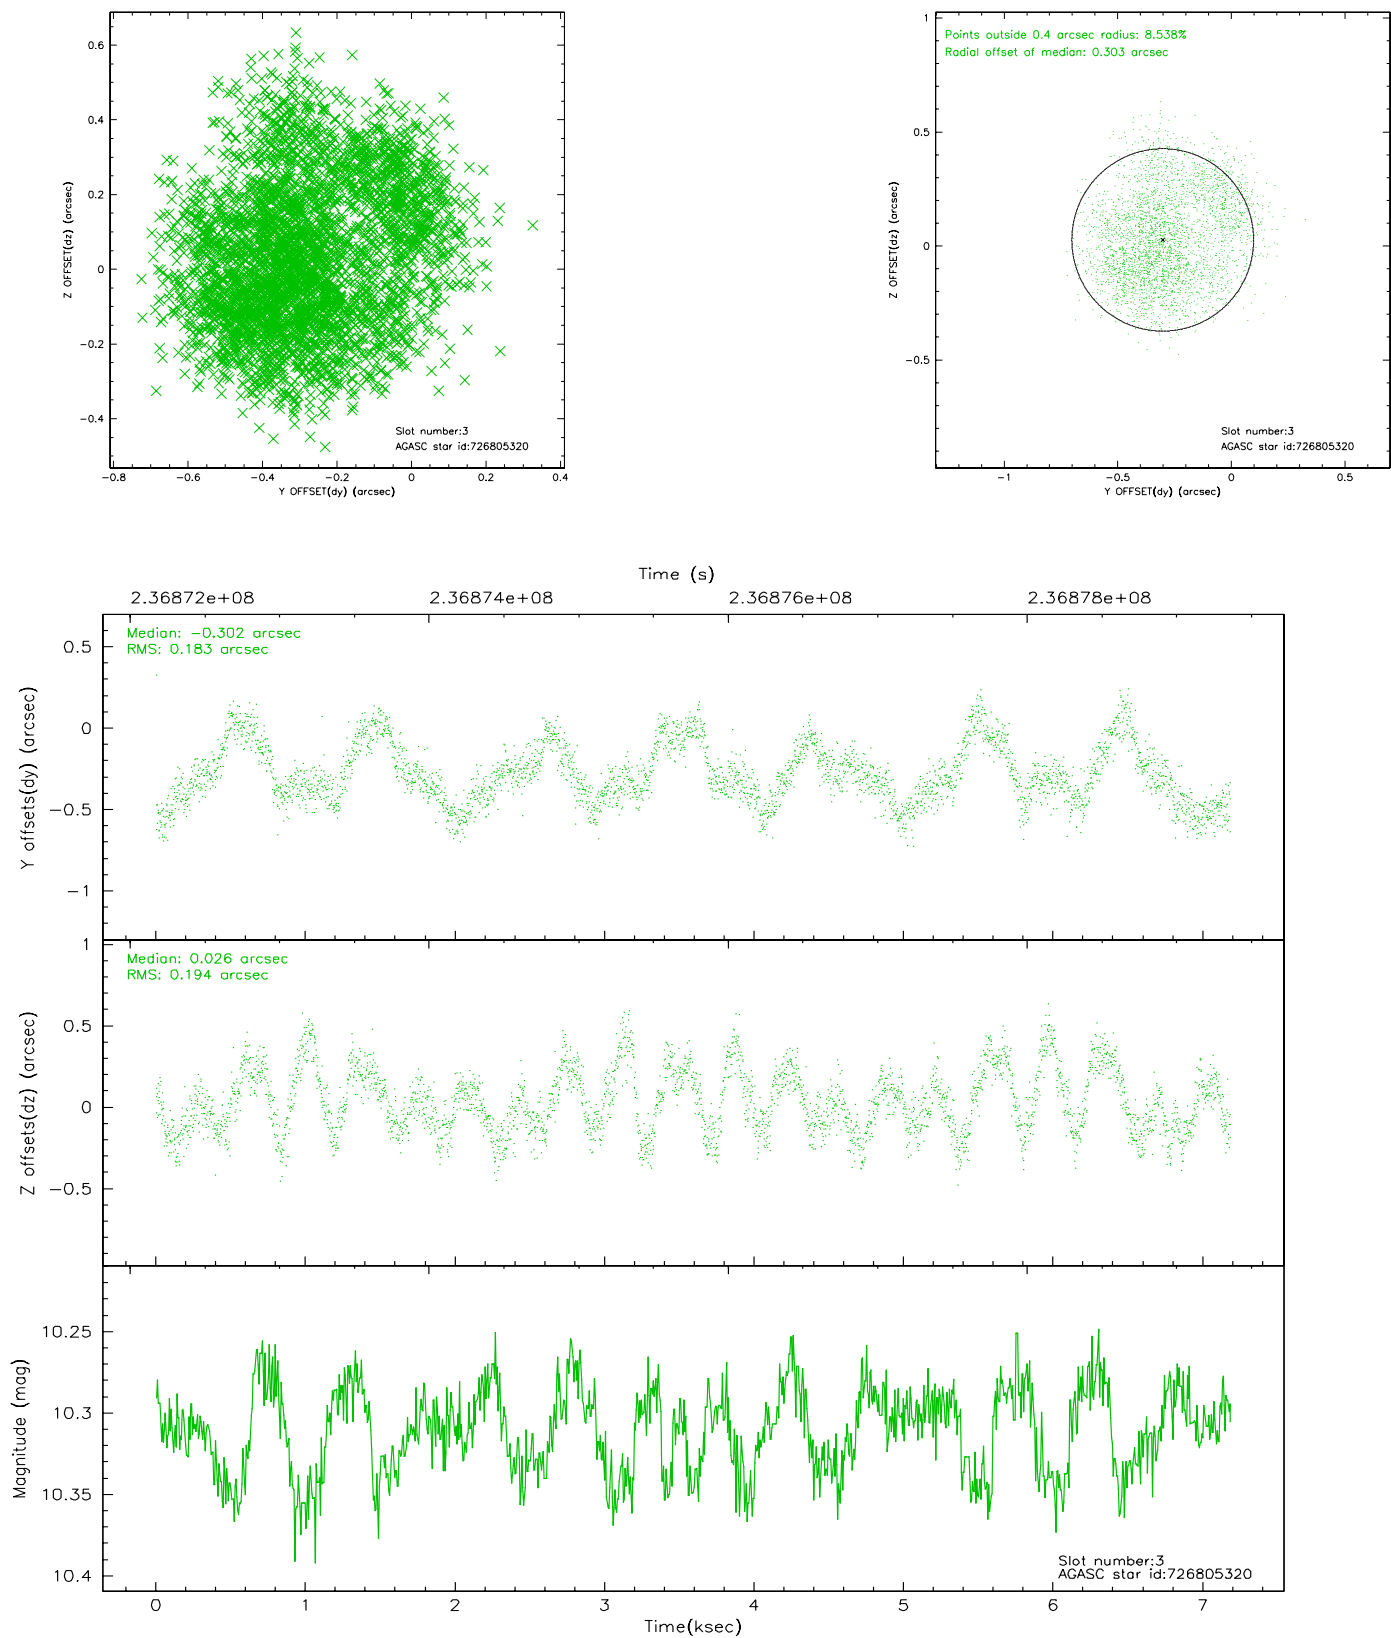 0.6
0.4
0.2
0
−0.2
−0.4
Z OFFSET(dz) (arcsec)
Slot number:3
AGASC star id:726805320
−0.8 −0.6 −0.4 −0.2 0 0.2 0.4
Y OFFSET(dy) (arcsec)
Points outside 0.4 arcsec radius: 8.538%
Radial offset of median: 0.303 arcsec
1
0.5
0
−0.5
Z OFFSET(dz) (arcsec)
Slot number:3
AGASC star id:726805320
−1 −0.5 0 0.5
Y OFFSET(dy) (arcsec)
Time (s)
2.36872e+08 2.36874e+08 2.36876e+08 2.36878e+08
Median: −0.302 arcsec
RMS: 0.183 arcsec
0.5
0
−0.5
−1
Y offsets(dy) (arcsec)
Median: 0.026 arcsec
RMS: 0.194 arcsec
1
0.5
0
−0.5
Z offsets(dz) (arcsec)
10.25
10.3
10.35
10.4
Magnitude (mag)
Slot number:3
AGASC star id:726805320
0 1 2 3 4 5 6 7
Time(ksec)